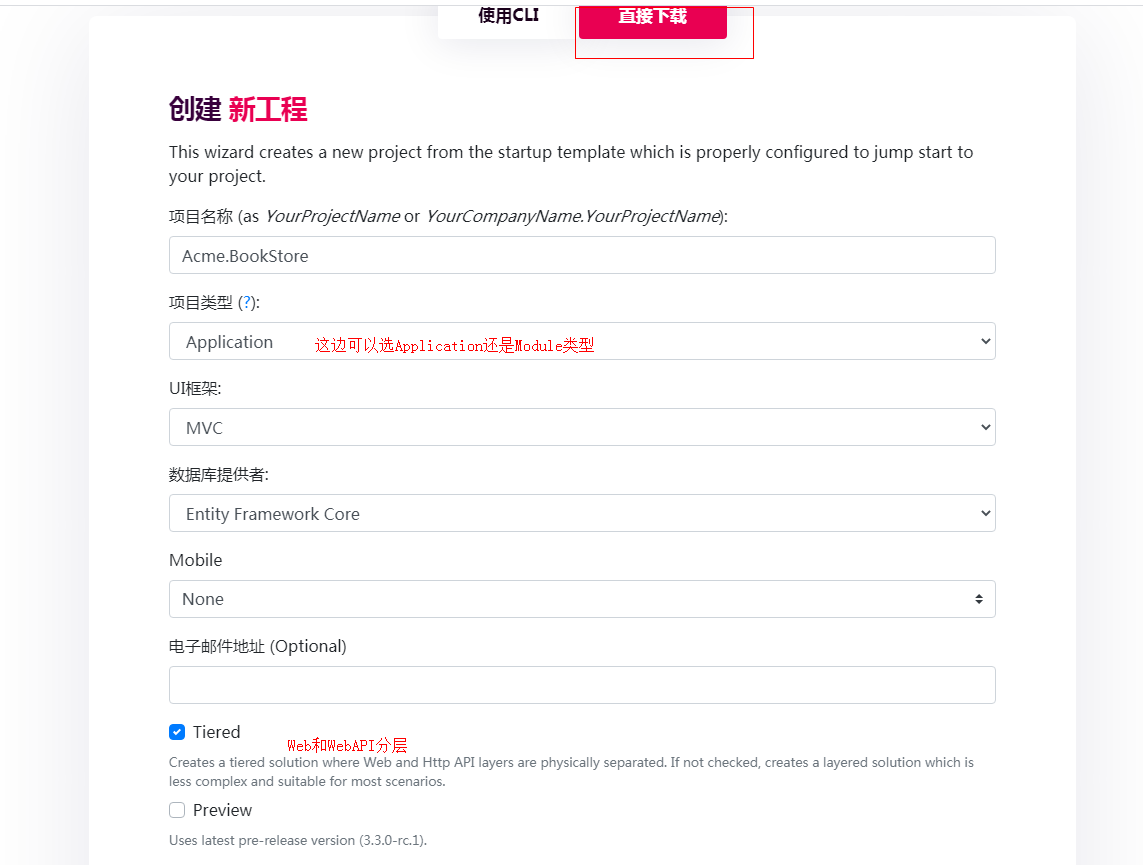 使用CLI
直接下载
创建 新工程
This wizard creates a new project from the startup template which is properly configured to jump start to
your project.
项目名称 (as YourProjectName or YourCompanyName.YourProjectName):
Acme.BookStore
项目类型 (?):
Application
这边可以选Application还是Module类型
UI框架:
MVC
数据库提供者:
Entity Framework Core
Mobile
None
电子邮件地址 (Optional)
Tiered
Web和WebAPI分层
Creates a tiered solution where Web and Http API layers are physically separated. If not checked, creates a layered solution which is
less complex and suitable for most scenarios.
Preview
Uses latest pre-release version (3.3.0-rc.1).